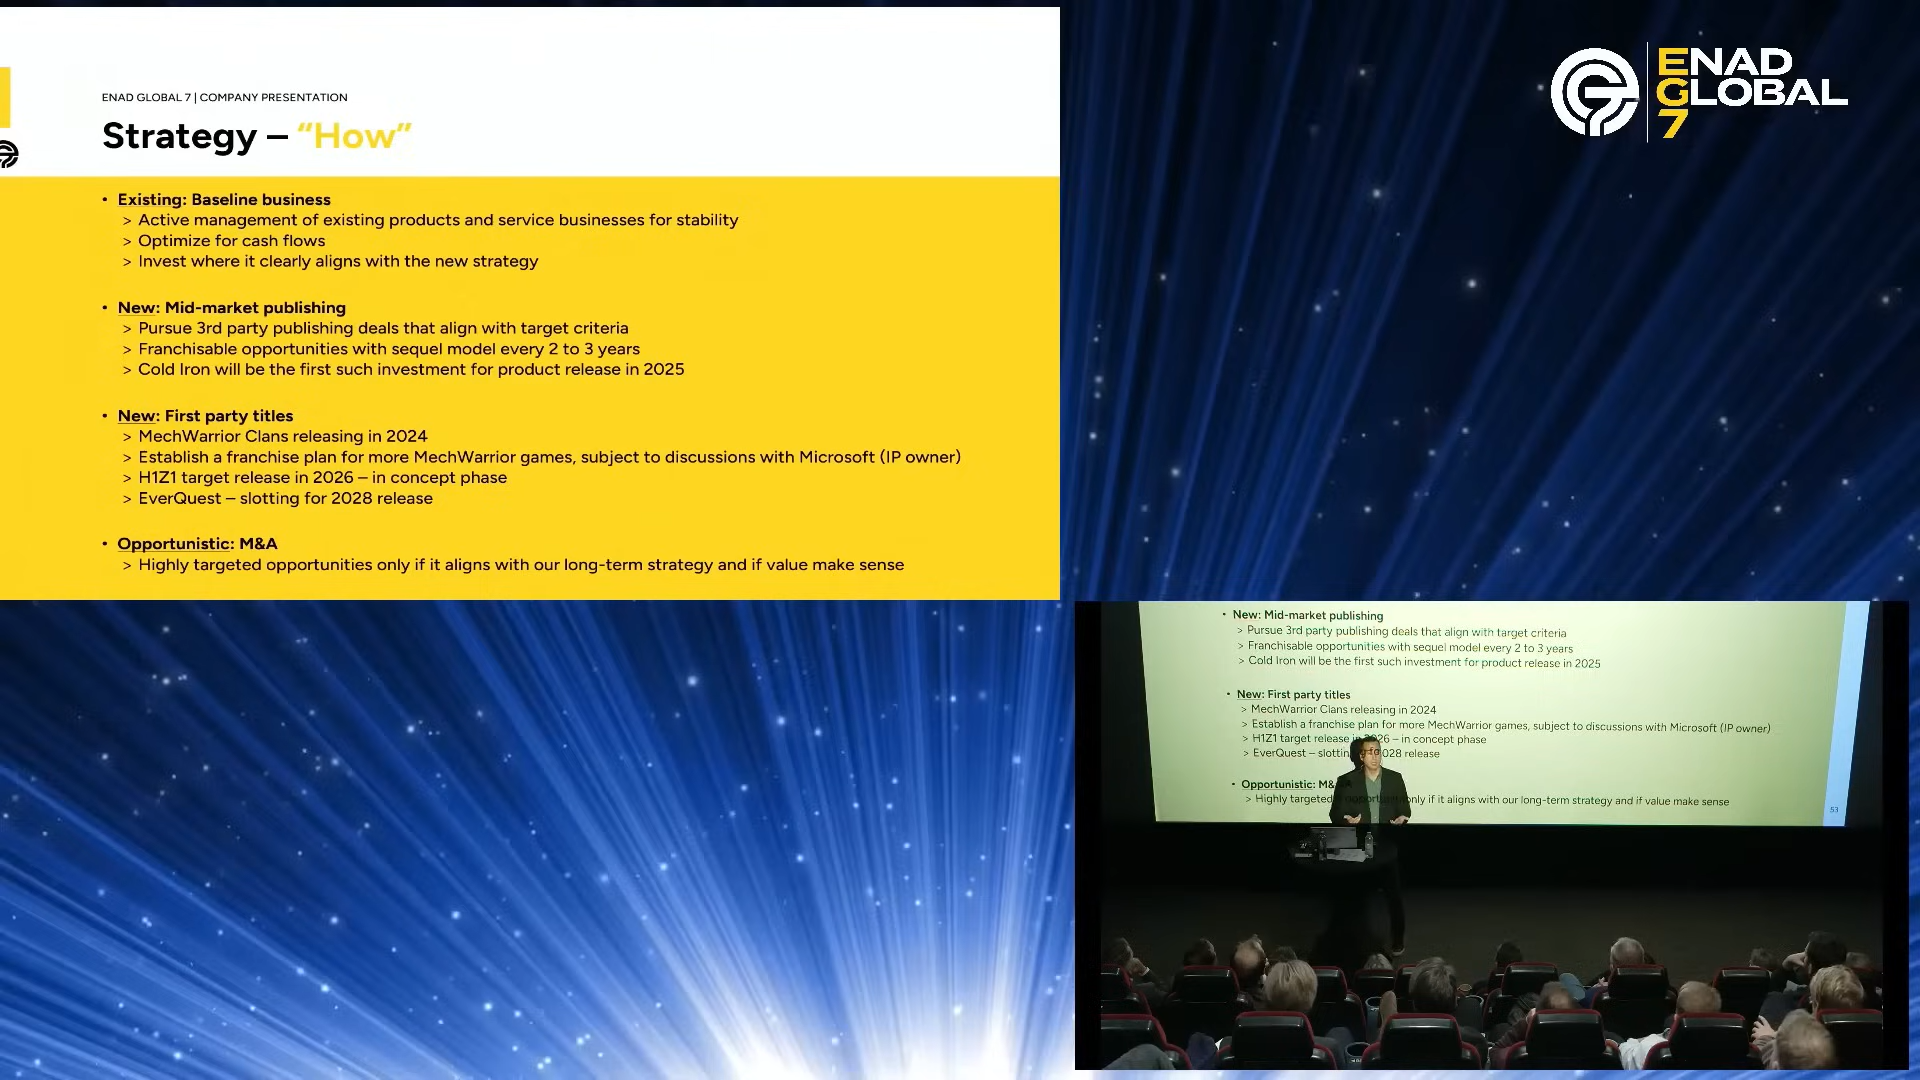 ENAD GLOBAL 7 | COMPANY PRESENTATION
Strategy – “How”
• Existing: Baseline business
> Active management of existing products and service businesses for stability
> Optimize for cash flows
> Invest where it clearly aligns with the new strategy
• New: Mid-market publishing
> Pursue 3rd party publishing deals that align with target criteria
> Franchisable opportunities with sequel model every 2 to 3 years
> Cold Iron will be the first such investment for product release in 2025
• New: First party titles
> MechWarrior Clans releasing in 2024
> Establish a franchise plan for more MechWarrior games, subject to discussions with Microsoft (IP owner)
> H1Z1 target release in 2026 – in concept phase
> EverQuest – slotting for 2028 release
• Opportunistic: M&A
> Highly targeted opportunities only if it aligns with our long-term strategy and if value make sense
ENAD
GLOBAL
7
• New: Mid-market publishing
> Pursue 3rd party publishing deals that align with target criteria
> Franchisable opportunities with sequel model every 2 to 3 years
> Cold Iron will be the first such investment for product release in 2025
• New: First party titles
> MechWarrior Clans releasing in 2024
> Establish a franchise plan for more MechWarrior games, subject to discussions with Microsoft (IP owner)
> H1Z1 target release in 2026 – in concept phase
> EverQuest – 2028 release
• Opportunistic: M&A
> Highly targeted only if it aligns with our long-term strategy and if value make sense
53